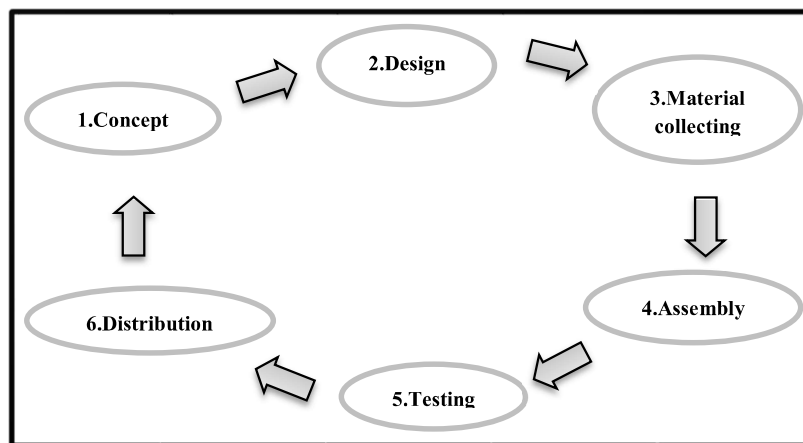 1.Concept
2.Design
3.Material
collecting
4.Assembly
5.Testing
6.Distribution